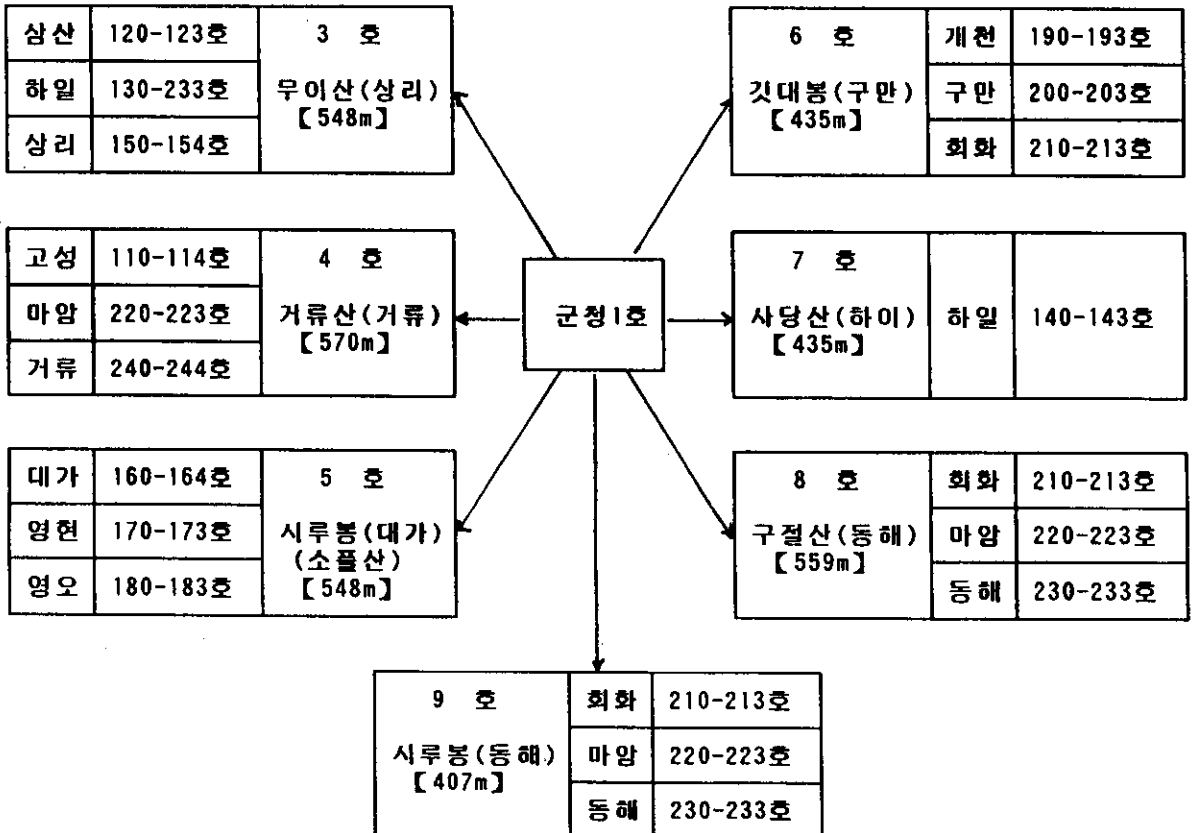 삼산 120-123호
하일 130-233호
상리 150-154호
3 호
무이산(상리)
【548m】
6 호
깃대봉(구만)
【435m】
개천 190-193호
구만 200-203호
회화 210-213호
고성 110-114호
마암 220-223호
거류 240-244호
4 호
거류산(거류)
【570m】
군청1호
7 호
사당산(하이)
【435m】
하일 140-143호
대가 160-164호
영현 170-173호
영오 180-183호
5 호
시루봉(대가)
(소플산)
【548m】
8 호
구절산(동해)
【559m】
회화 210-213호
마암 220-223호
동해 230-233호
9 호
시루봉(동해)
【407m】
회화 210-213호
마암 220-223호
동해 230-233호